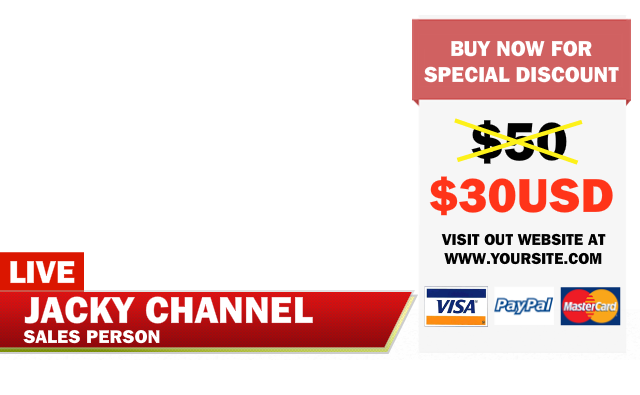 BUY NOW FOR
SPECIAL DISCOUNT
$50
$30USD
VISIT OUT WEBSITE AT
WWW.YOURSITE.COM
VISA PayPal MasterCard
LIVE
JACKY CHANNEL
SALES PERSON